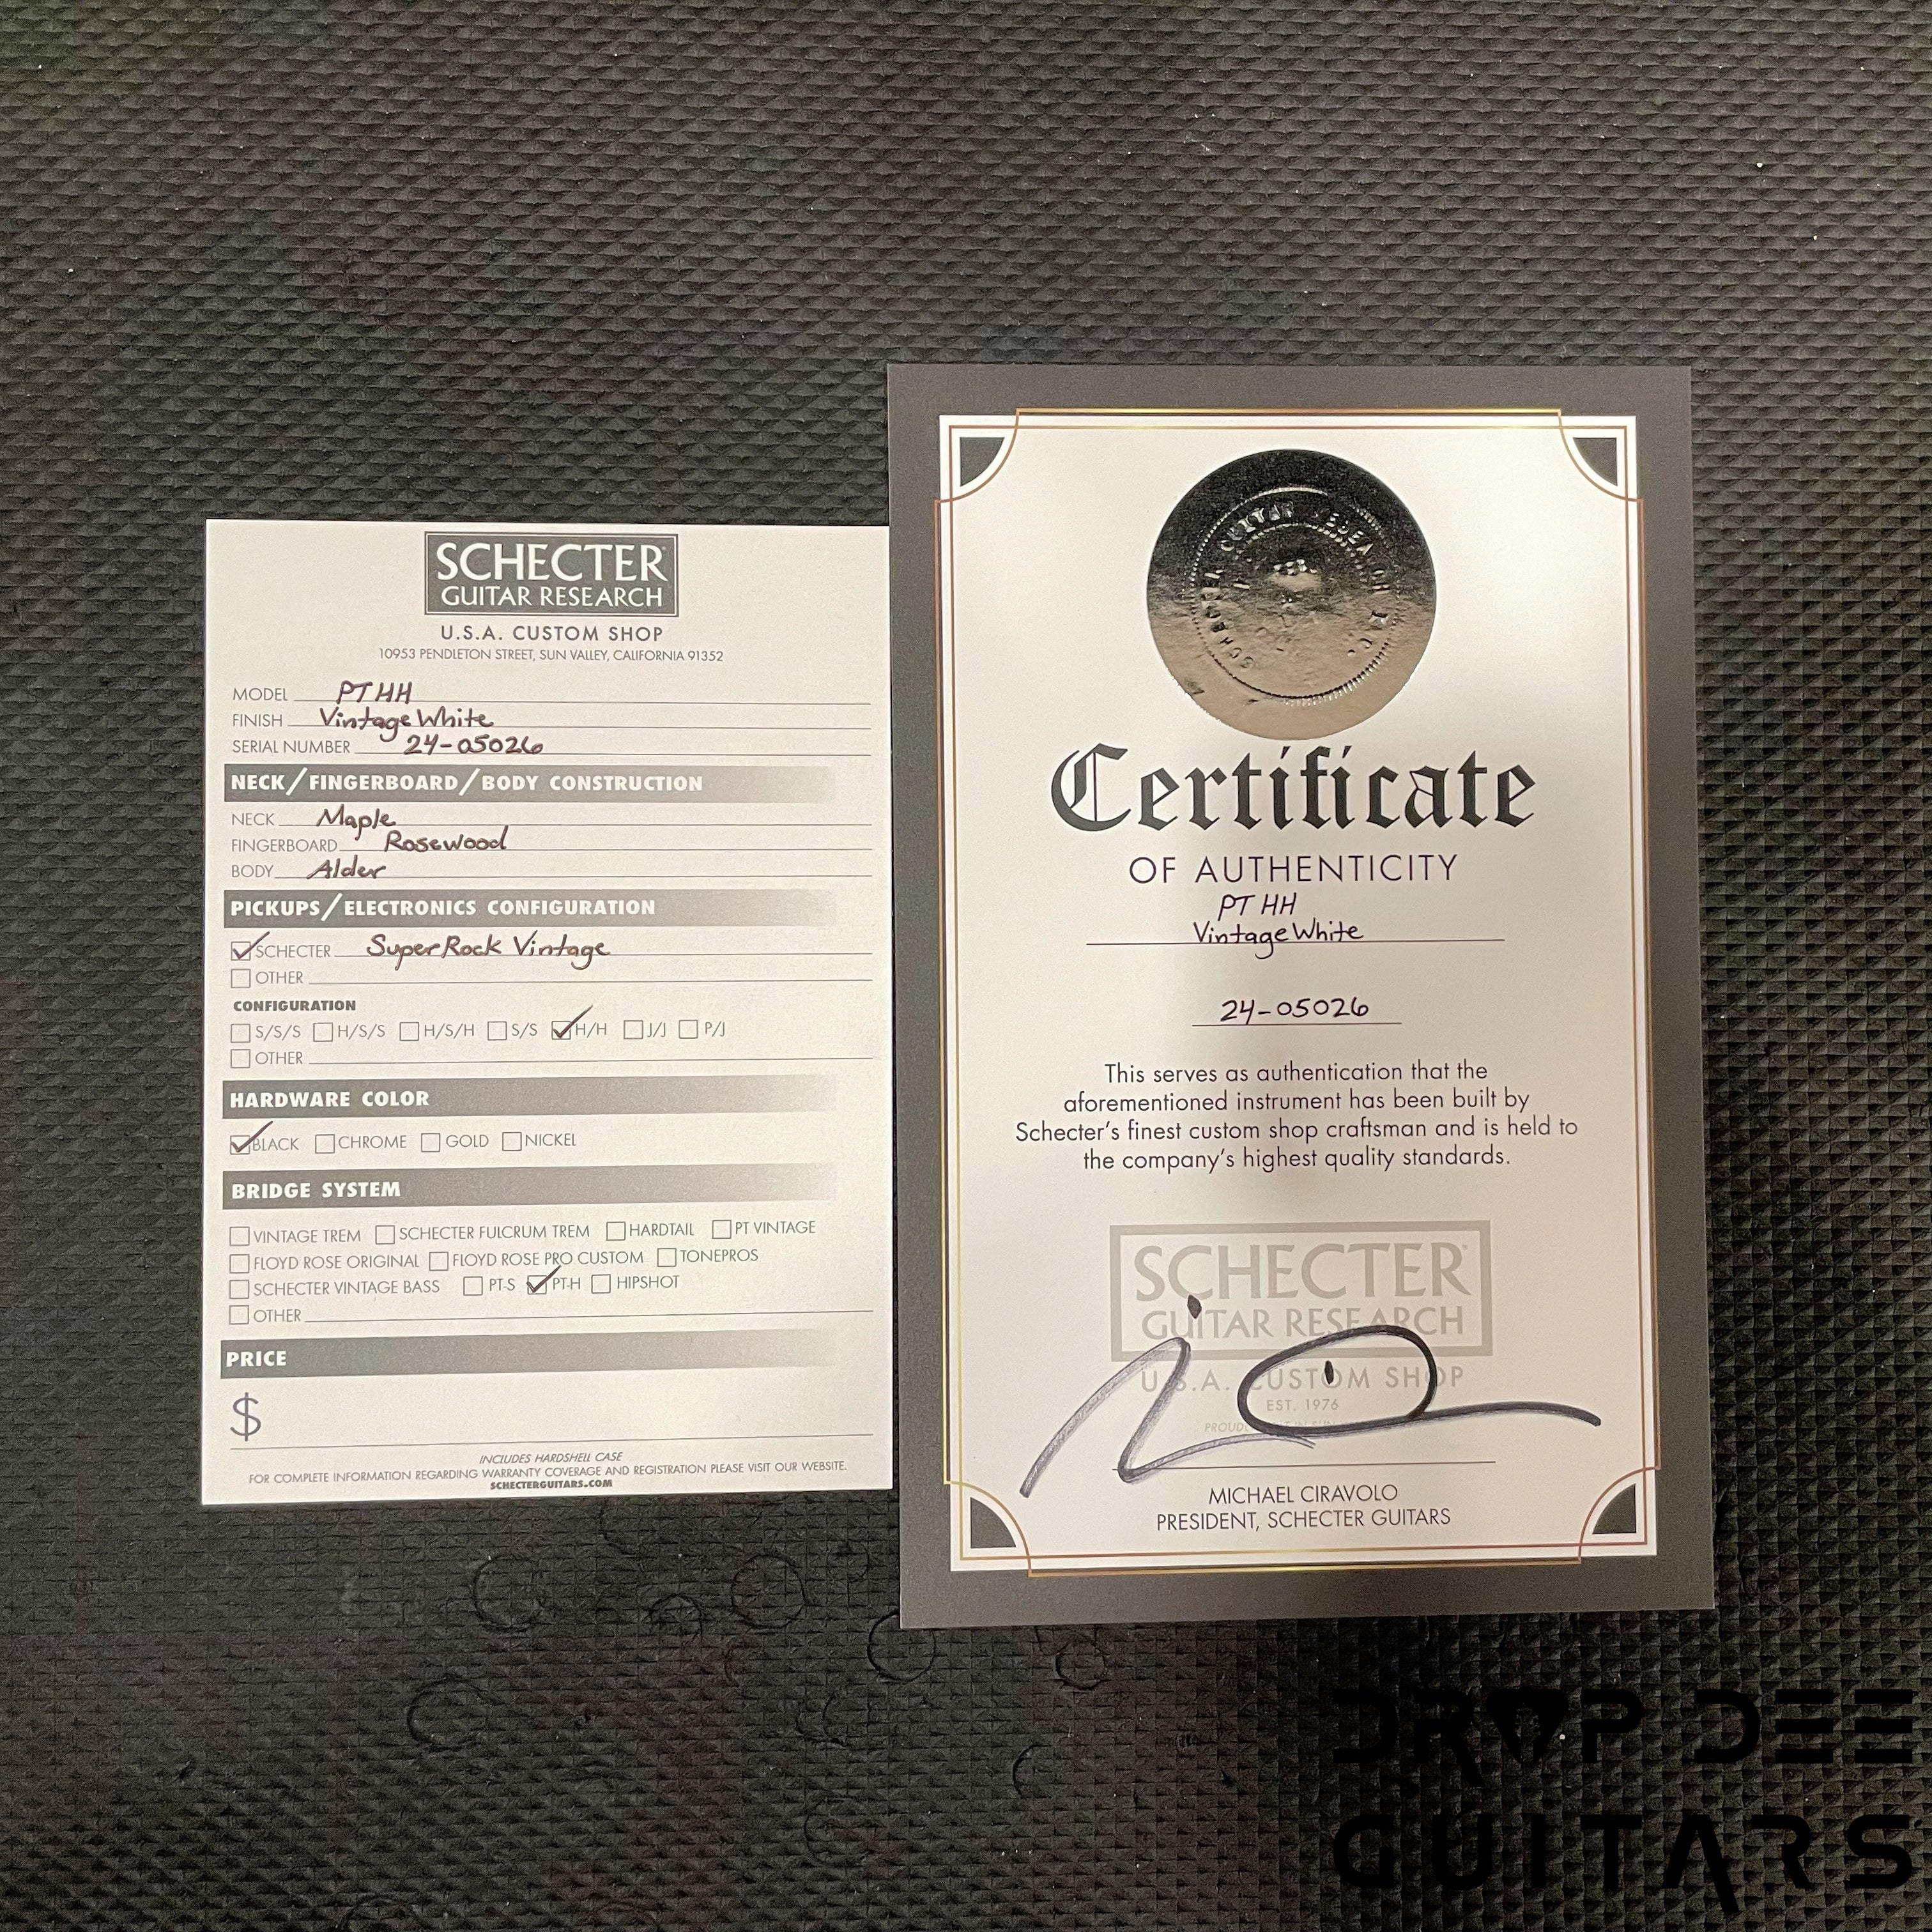 SCHECTER
GUITAR RESEARCH
U.S.A. CUSTOM SHOP
10953 PENDLETON STREET, SUN VALLEY, CALIFORNIA 91352
MODEL PT HH
FINISH Vintage White
SERIAL NUMBER 24-05026
NECK/FINGERBOARD/BODY CONSTRUCTION
NECK Maple
FINGERBOARD Rosewood
BODY Alder
PICKUPS/ELECTRONICS CONFIGURATION
SCHECTER SuperRock Vintage
OTHER
CONFIGURATION
S/S/S H/S/S H/S/H S/S H/H J/J P/J
OTHER
HARDWARE COLOR
BLACK CHROME GOLD NICKEL
BRIDGE SYSTEM
VINTAGE TREM SCHECTER FULCRUM TREM HARDTAIL PT VINTAGE
FLOYD ROSE ORIGINAL FLOYD ROSE PRO CUSTOM TONEPROS
SCHECTER VINTAGE BASS PT-S PT-H HIPSHOT
OTHER
PRICE
$
INCLUDES HARDSHELL CASE
FOR COMPLETE INFORMATION REGARDING WARRANTY COVERAGE AND REGISTRATION PLEASE VISIT OUR WEBSITE.
SCHECTERGUITARS.COM
SCHECTER GUITAR RESEARCH
Certificate
OF AUTHENTICITY
PT HH
Vintage White
24-05026
This serves as authentication that the
aforementioned instrument has been built by
Schecter's finest custom shop craftsman and is held to
the company's highest quality standards.
SCHECTER
GUITAR RESEARCH
U.S.A. CUSTOM SHOP
EST. 1976
MICHAEL CIRAVOLO
PRESIDENT, SCHECTER GUITARS
DROP DEE
GUITARS